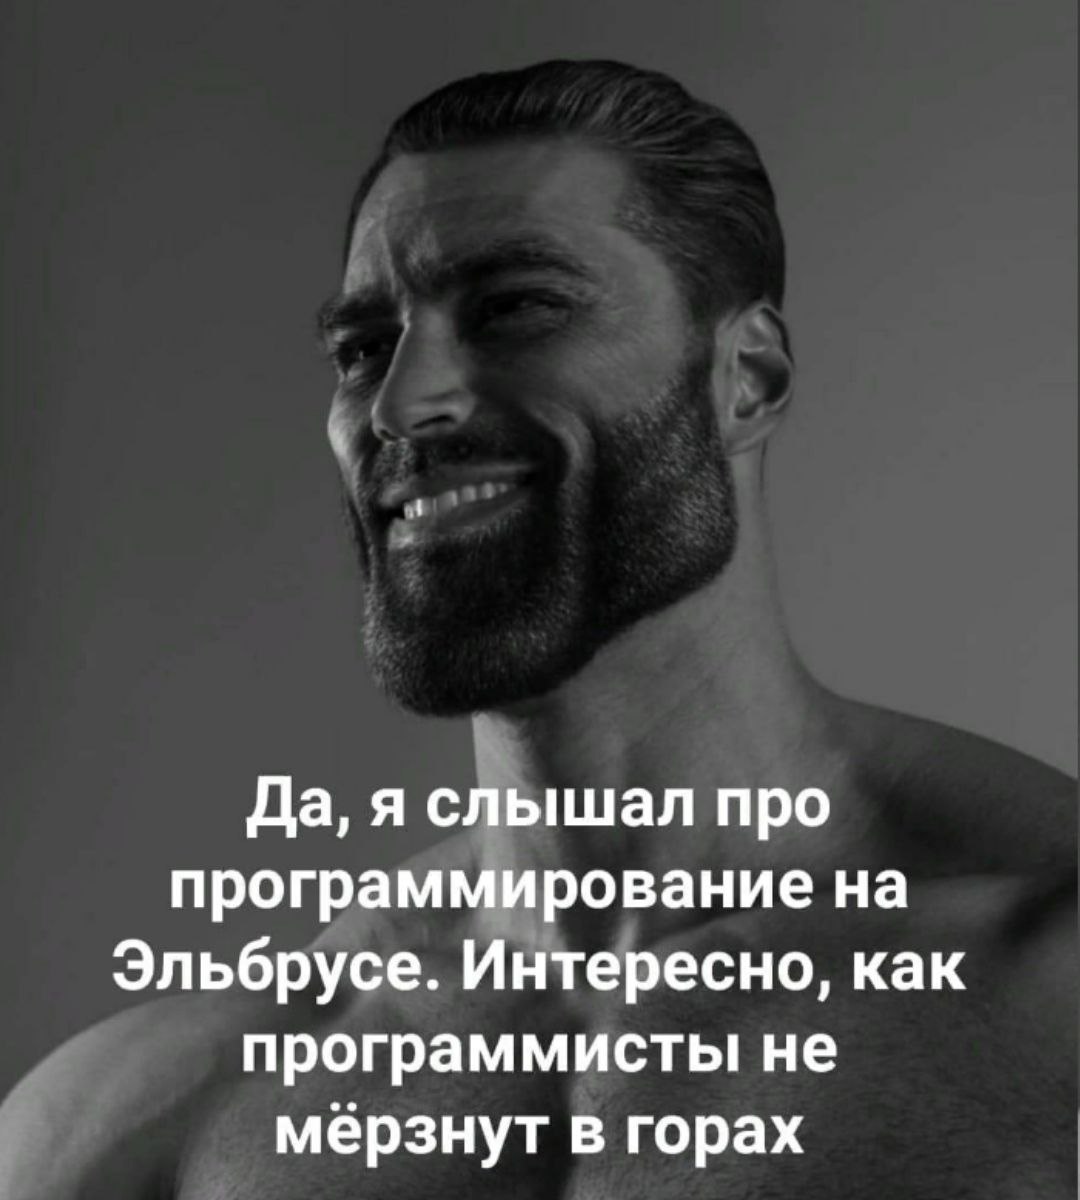 Да, я слышал про
программирование на
Эльбрусе. Интересно, как
программисты не
мёрзнут в горах